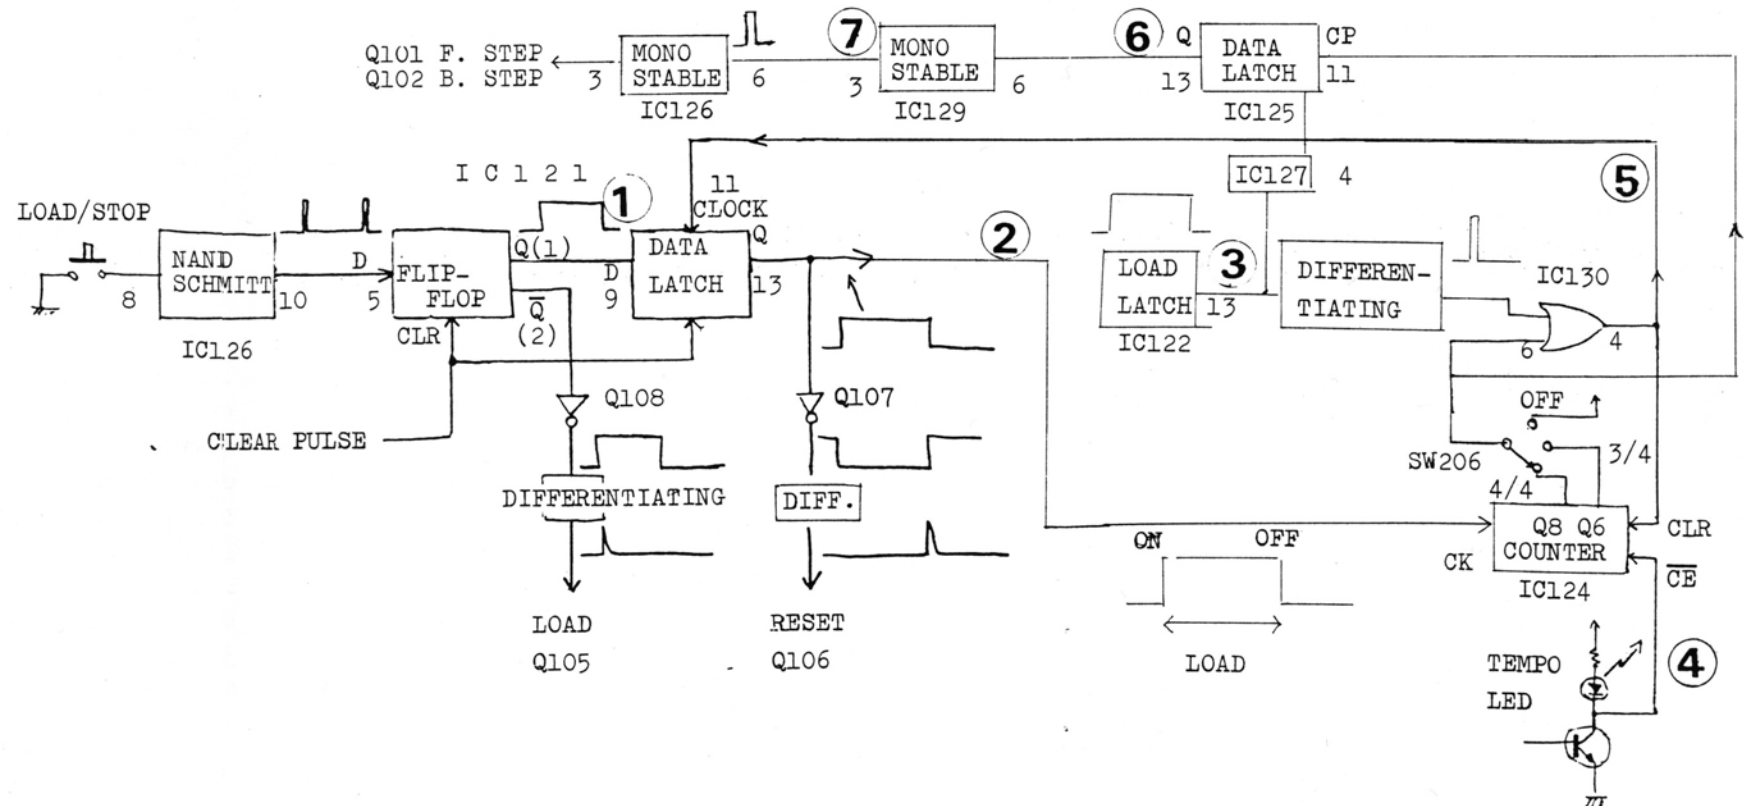 Q101 F. STEP
Q102 B. STEP
3
MONO
STABLE
IC126
6
7
3
MONO
STABLE
IC129
6
6
Q
13
DATA
LATCH
IC125
CP
11
IC127
4
5
LOAD/STOP
8
NAND
SCHMITT
IC126
10
D
5
FLIP-
FLOP
CLR
IC121
1
Q(1)
Q̅
(2)
D
9
11
CLOCK
DATA
LATCH
Q
13
2
LOAD
LATCH
IC122
3
13
DIFFEREN-
TIATING
IC130
6
4
CLEAR PULSE
Q108
Q107
DIFFERENTIATING
DIFF.
LOAD
Q105
RESET
Q106
OFF
SW206
3/4
4/4
Q8 Q6
COUNTER
IC124
CK
CLR
C̅E̅
ON
OFF
LOAD
TEMPO
LED
4